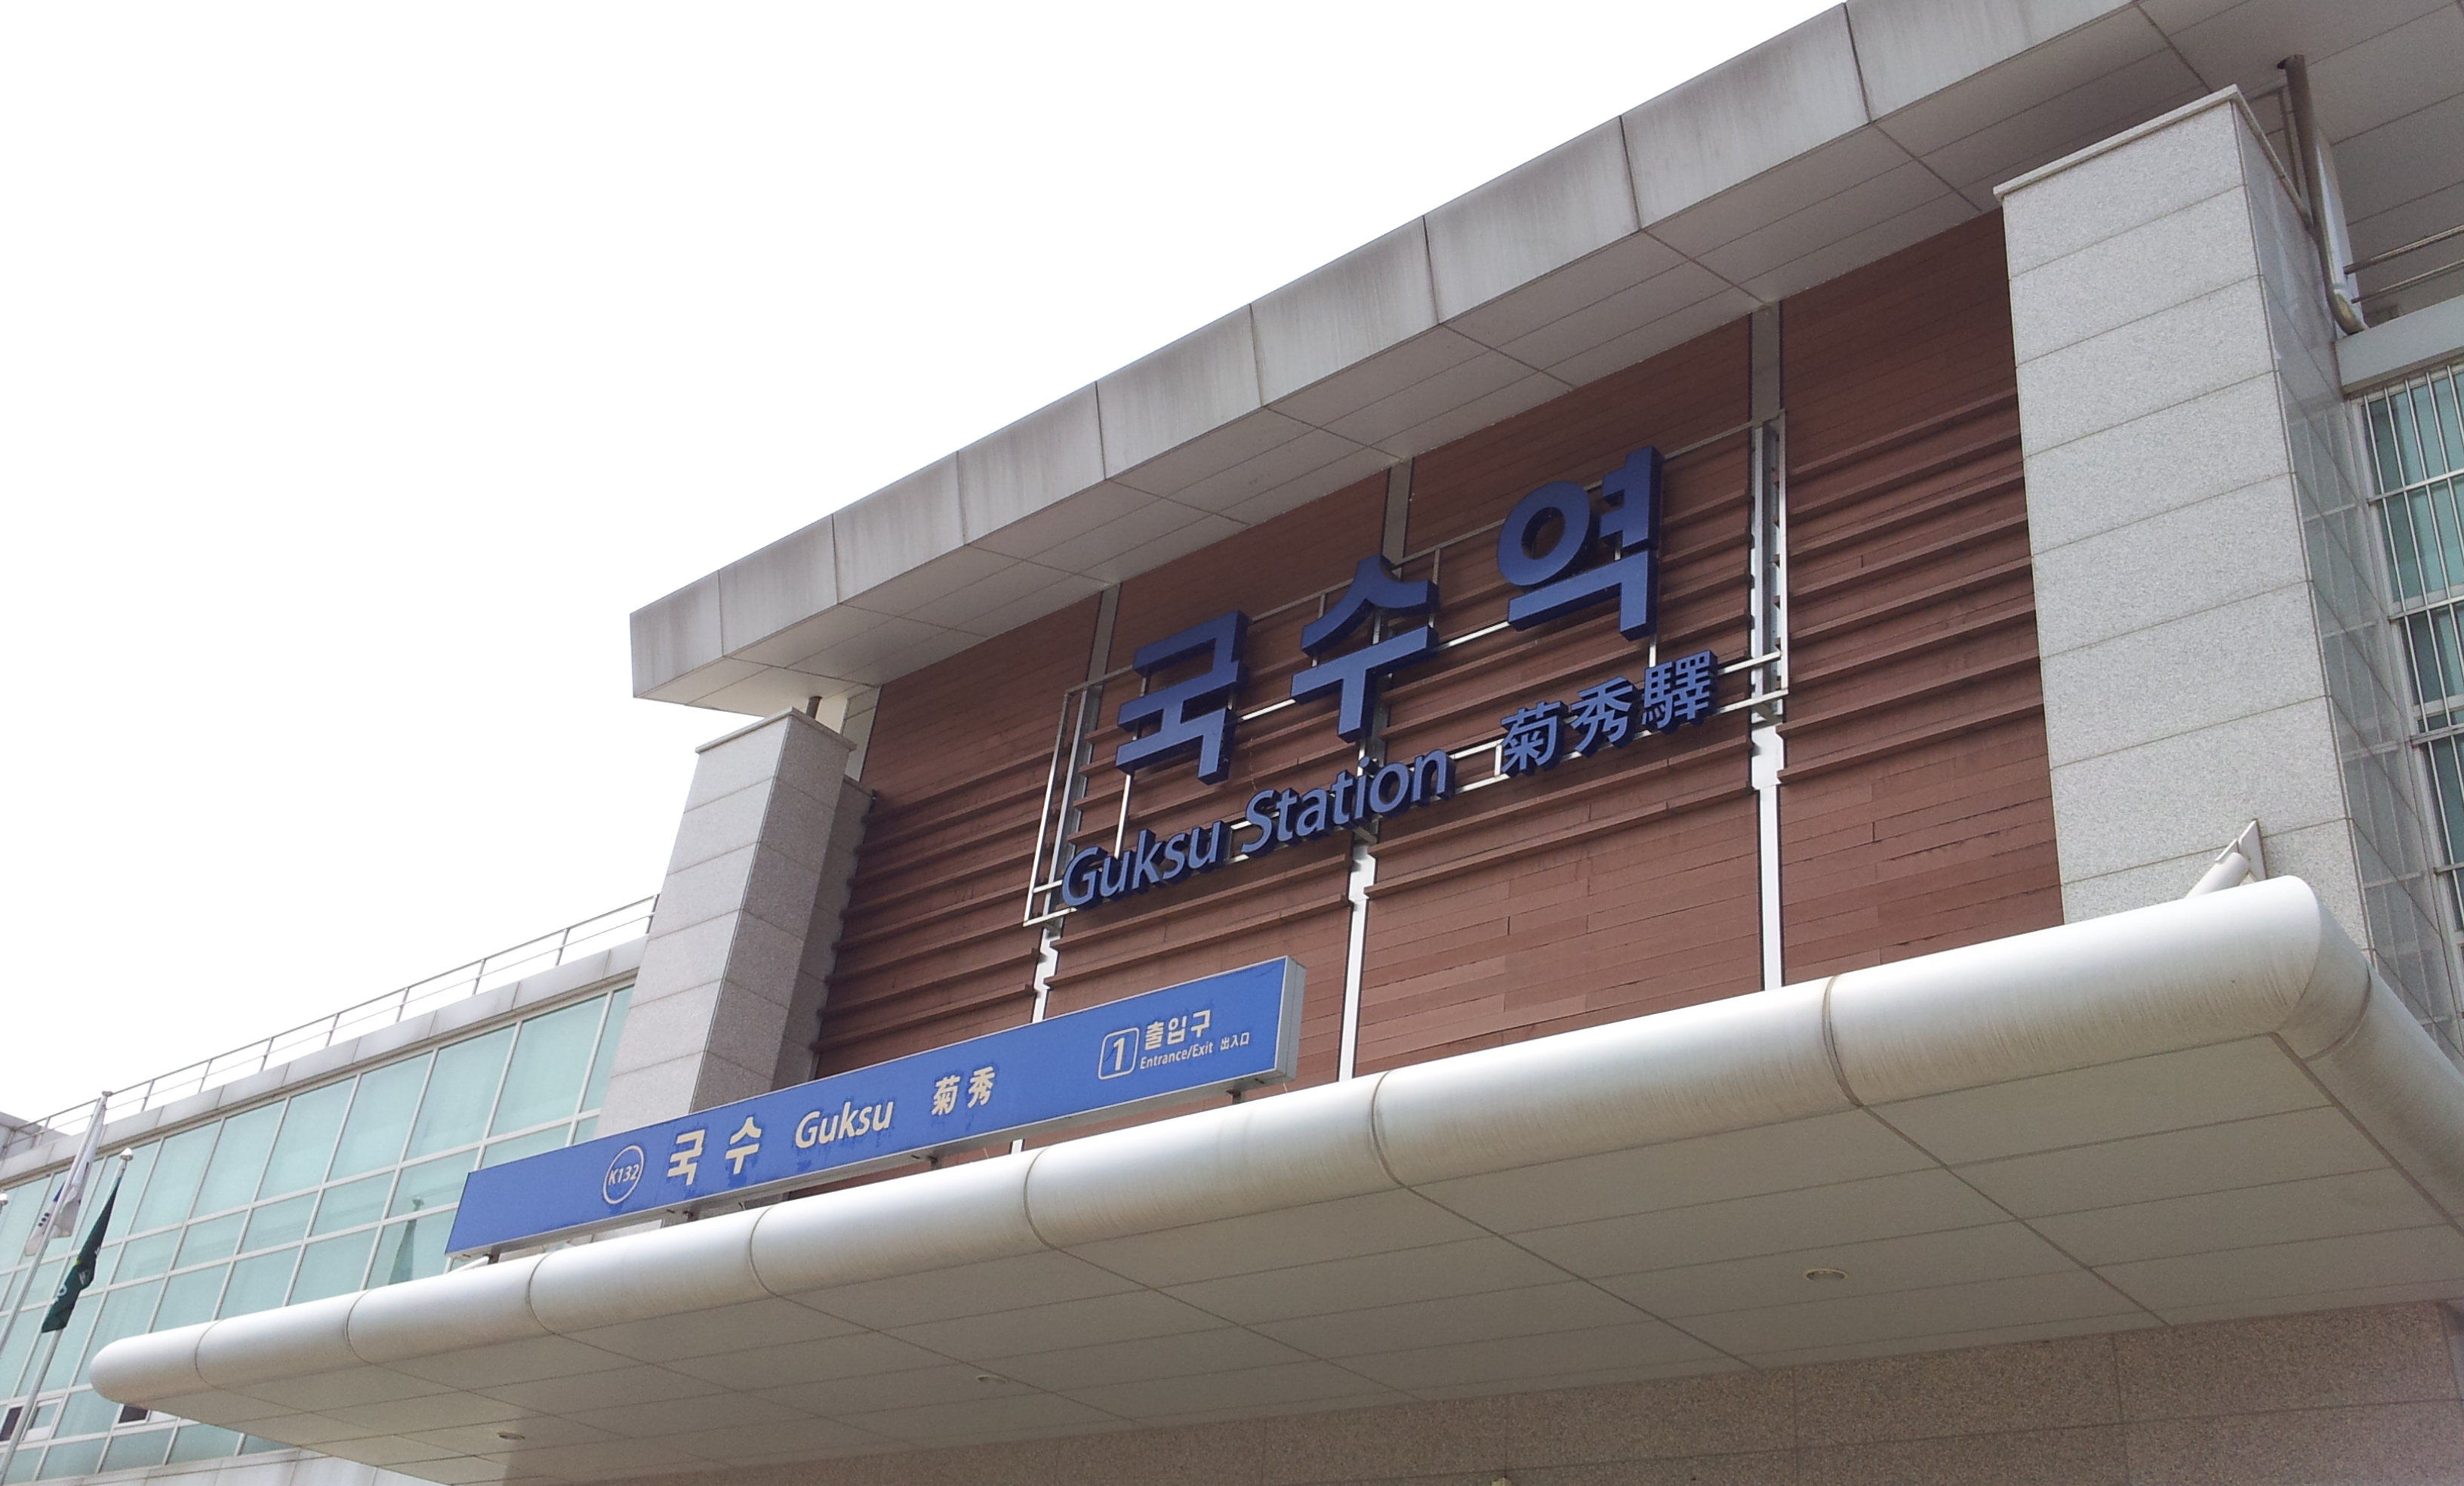 국수역
Guksu Station 菊秀驛
K132 국수 Guksu 菊秀 1 출입구
Entrance/Exit 出入口